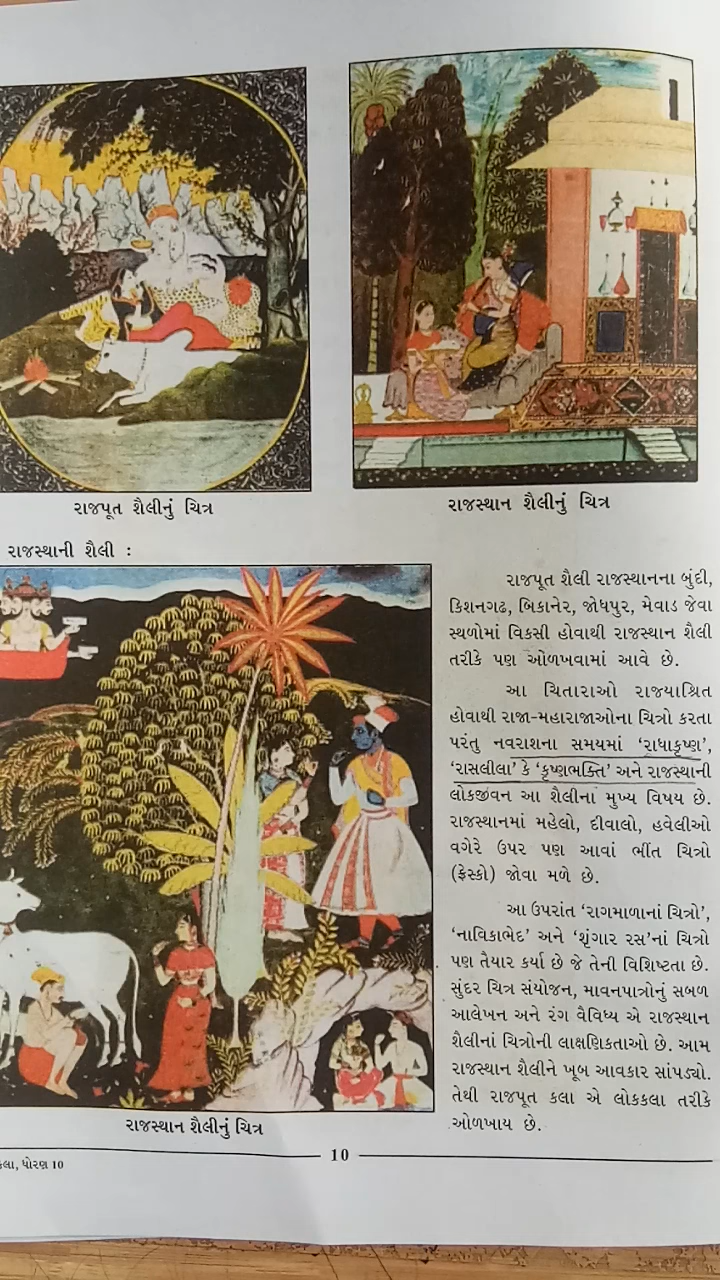 રાજપૂત શૈલીનું ચિત્ર
રાજસ્થાન શૈલીનું ચિત્ર
રાજસ્થાની શૈલી :
રાજપૂત શૈલી રાજસ્થાનના બુંદી,
કિશનગઢ, બિકાનેર, જોધપુર, મેવાડ જેવા
સ્થળોમાં વિકસી હોવાથી રાજસ્થાન શૈલી
તરીકે પણ ઓળખવામાં આવે છે.
આ ચિતારાઓ રાજયાશ્રિત
હોવાથી રાજા-મહારાજાઓના ચિત્રો કરતા
પરંતુ નવરાશના સમયમાં ‘રાધાકૃષ્ણ’,
‘રાસલીલા’ કે ‘કૃષ્ણભક્તિ’ અને રાજસ્થાની
લોકજીવન આ શૈલીના મુખ્ય વિષય છે.
રાજસ્થાનમાં મહેલો, દીવાલો, હવેલીઓ
વગેરે ઉપર પણ આવાં ભીંત ચિત્રો
(ફ્રેસ્કો) જોવા મળે છે.
આ ઉપરાંત ‘રાગમાળાનાં ચિત્રો’,
‘નાવિકાભેદ’ અને ‘શૃંગાર રસ’નાં ચિત્રો
પણ તૈયાર કર્યા છે જે તેની વિશિષ્ટતા છે.
સુંદર ચિત્ર સંયોજન, માવનપાત્રોનું સબળ
આલેખન અને રંગ વૈવિધ્ય એ રાજસ્થાન
શૈલીનાં ચિત્રોની લાક્ષણિકતાઓ છે. આમ
રાજસ્થાન શૈલીને ખૂબ આવકાર સાંપડ્યો.
તેથી રાજપૂત કલા એ લોકકલા તરીકે
ઓળખાય છે.
રાજસ્થાન શૈલીનું ચિત્ર
10
ધોરણ 10